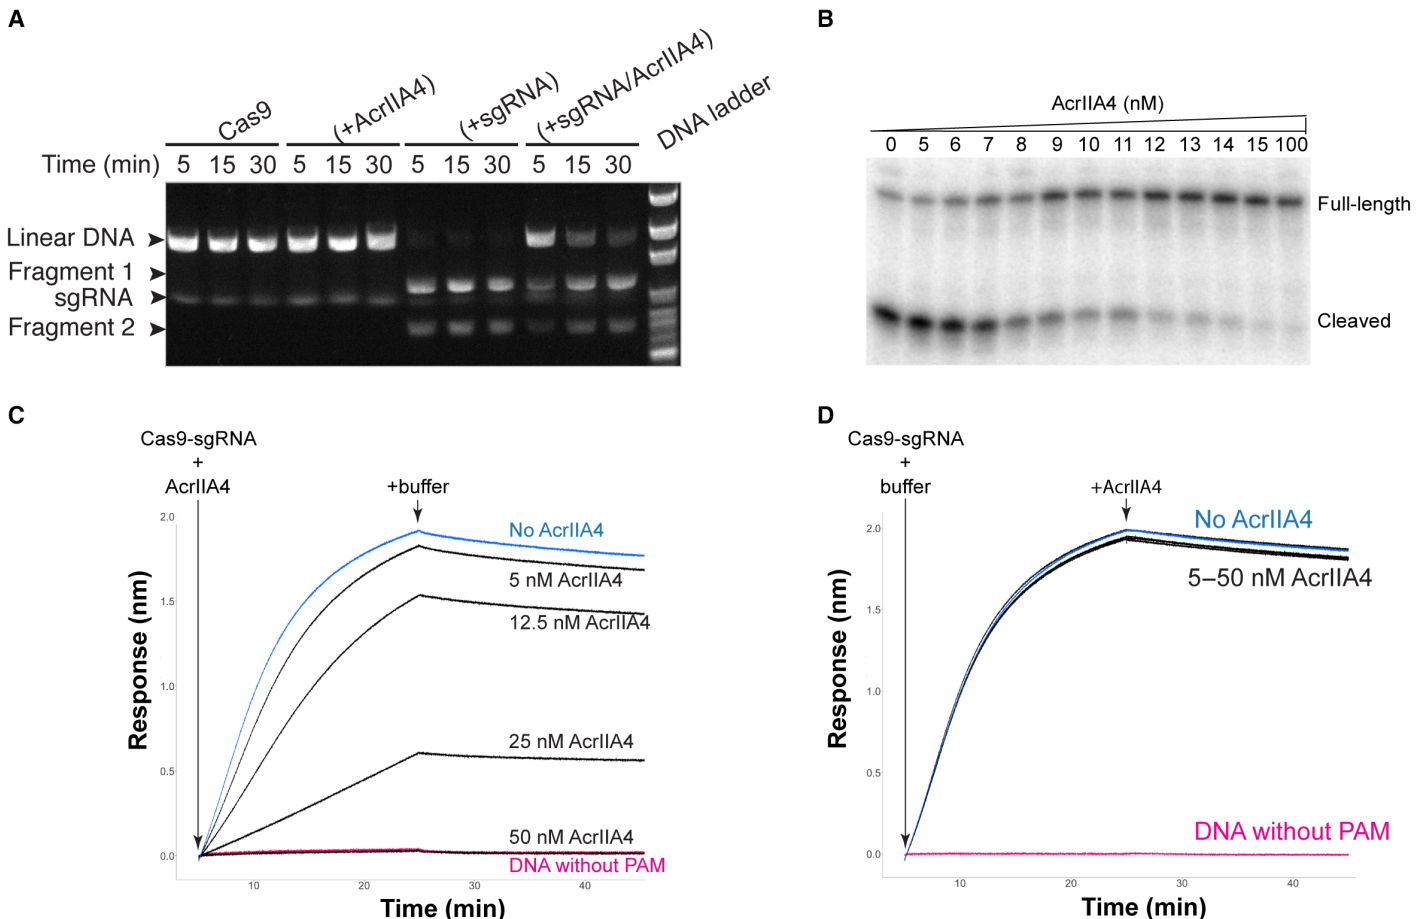 A
Cas9
(+AcrIIA4)
(+sgRNA)
(+sgRNA/AcrIIA4)
DNA ladder
Time (min) 5 15 30 5 15 30 5 15 30 5 15 30
Linear DNA
Fragment 1
sgRNA
Fragment 2
B
AcrIIA4 (nM)
0 5 6 7 8 9 10 11 12 13 14 15 100
Full-length
Cleaved
C
Cas9-sgRNA
+
AcrIIA4
+buffer
2.0
1.5
1.0
0.5
0.0
Response (nm)
No AcrIIA4
5 nM AcrIIA4
12.5 nM AcrIIA4
25 nM AcrIIA4
50 nM AcrIIA4
DNA without PAM
10 20 30 40
Time (min)
D
Cas9-sgRNA
+
buffer
+AcrIIA4
2.0
1.5
1.0
0.5
0.0
Response (nm)
No AcrIIA4
5–50 nM AcrIIA4
DNA without PAM
10 20 30 40
Time (min)